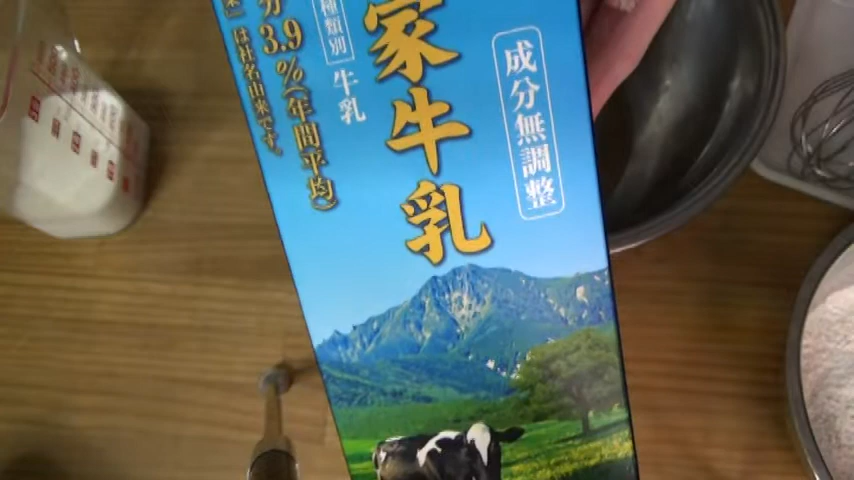 成分無調整
家牛乳
種類別
牛乳
分3.9%(年間平均)
」は社名由来です。